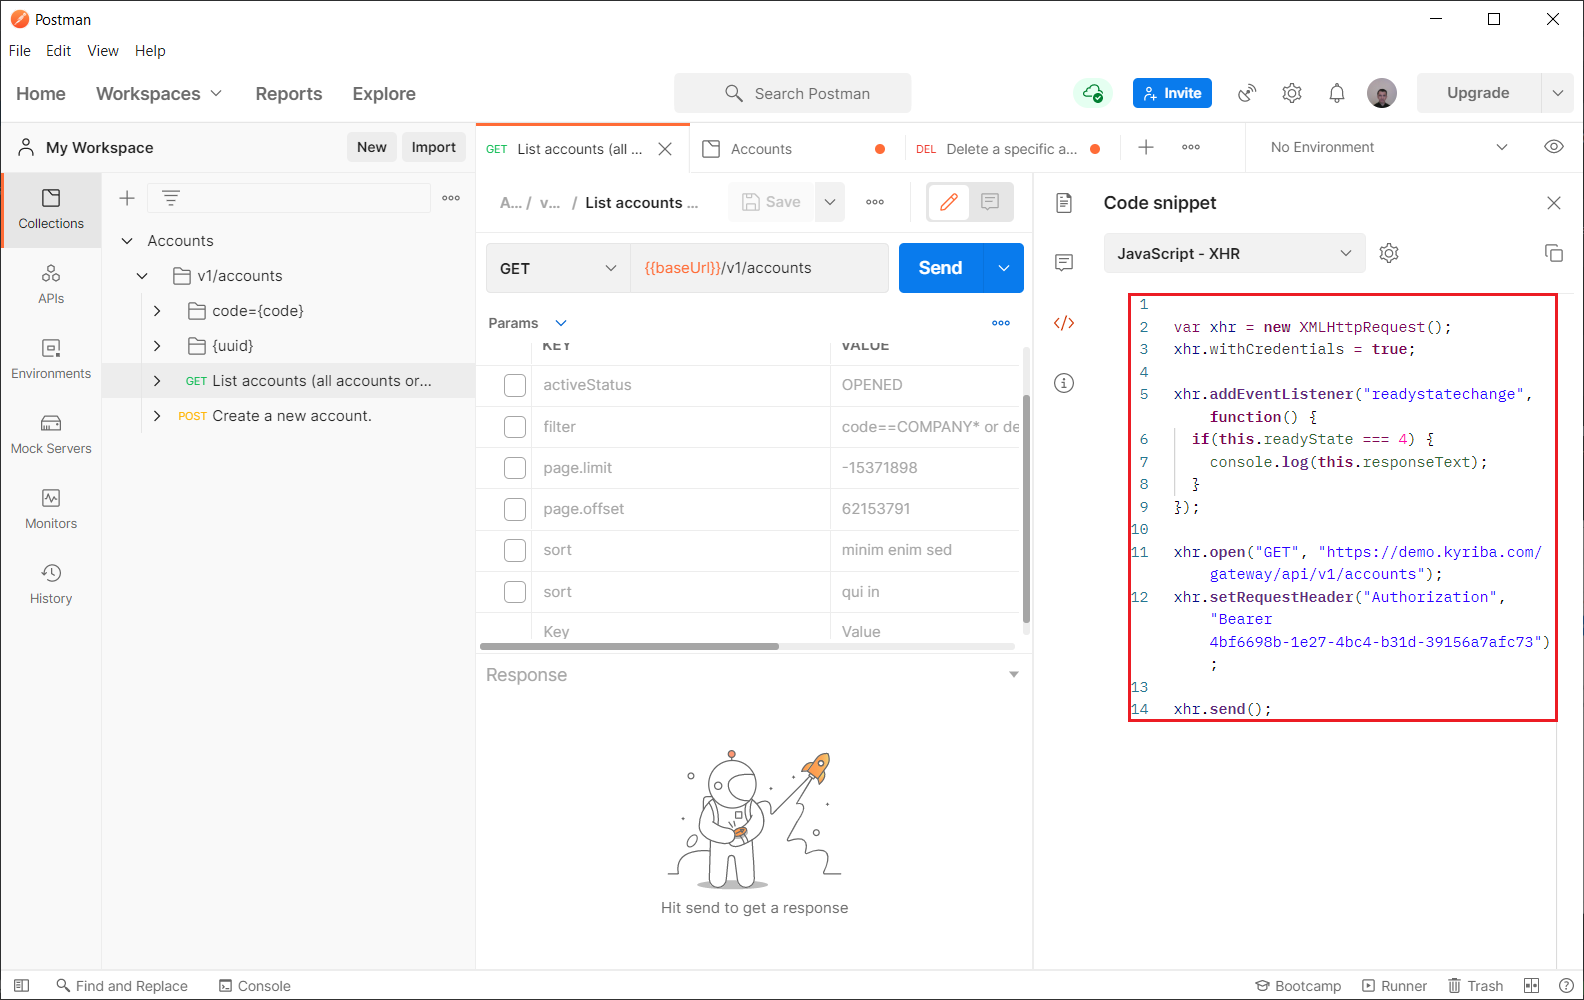 Postman
File Edit View Help
Home Workspaces Reports Explore Search Postman Invite Upgrade
My Workspace New Import
GET List accounts (all ... Accounts DEL Delete a specific a... No Environment
Collections
APIs
Environments
Mock Servers
Monitors
History
Accounts
v1/accounts
code={code}
{uuid}
GET List accounts (all accounts or...
POST Create a new account.
A... / v... / List accounts ... Save
GET {{baseUrl}}/v1/accounts Send
Params
KEY VALUE
activeStatus OPENED
filter code==COMPANY* or de
page.limit -15371898
page.offset 62153791
sort minim enim sed
sort qui in
Key Value
Response
Hit send to get a response
Code snippet
JavaScript - XHR
1
2 var xhr = new XMLHttpRequest();
3 xhr.withCredentials = true;
4
5 xhr.addEventListener("readystatechange",
function() {
6 if(this.readyState === 4) {
7 console.log(this.responseText);
8 }
9 });
10
11 xhr.open("GET", "https://demo.kyriba.com/
gateway/api/v1/accounts");
12 xhr.setRequestHeader("Authorization",
"Bearer
4bf6698b-1e27-4bc4-b31d-39156a7afc73")
;
13
14 xhr.send();
Find and Replace Console Bootcamp Runner Trash